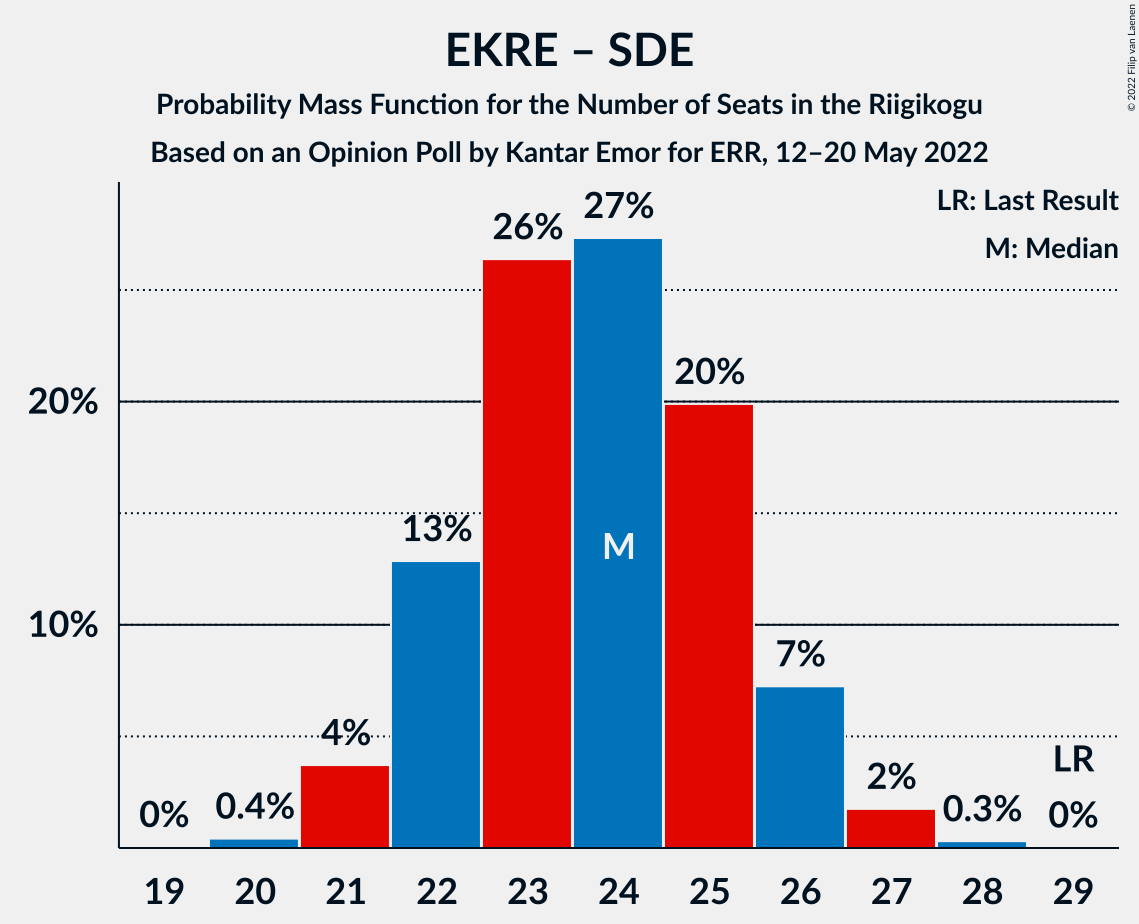 EKRE – SDE
Probability Mass Function for the Number of Seats in the Riigikogu
Based on an Opinion Poll by Kantar Emor for ERR, 12–20 May 2022
© 2022 Filip van Laenen
LR: Last Result
M: Median
20%
10%
0%
0.4%
4%
13%
26%
27%
M
20%
7%
2%
0.3%
LR
0%
19 20 21 22 23 24 25 26 27 28 29